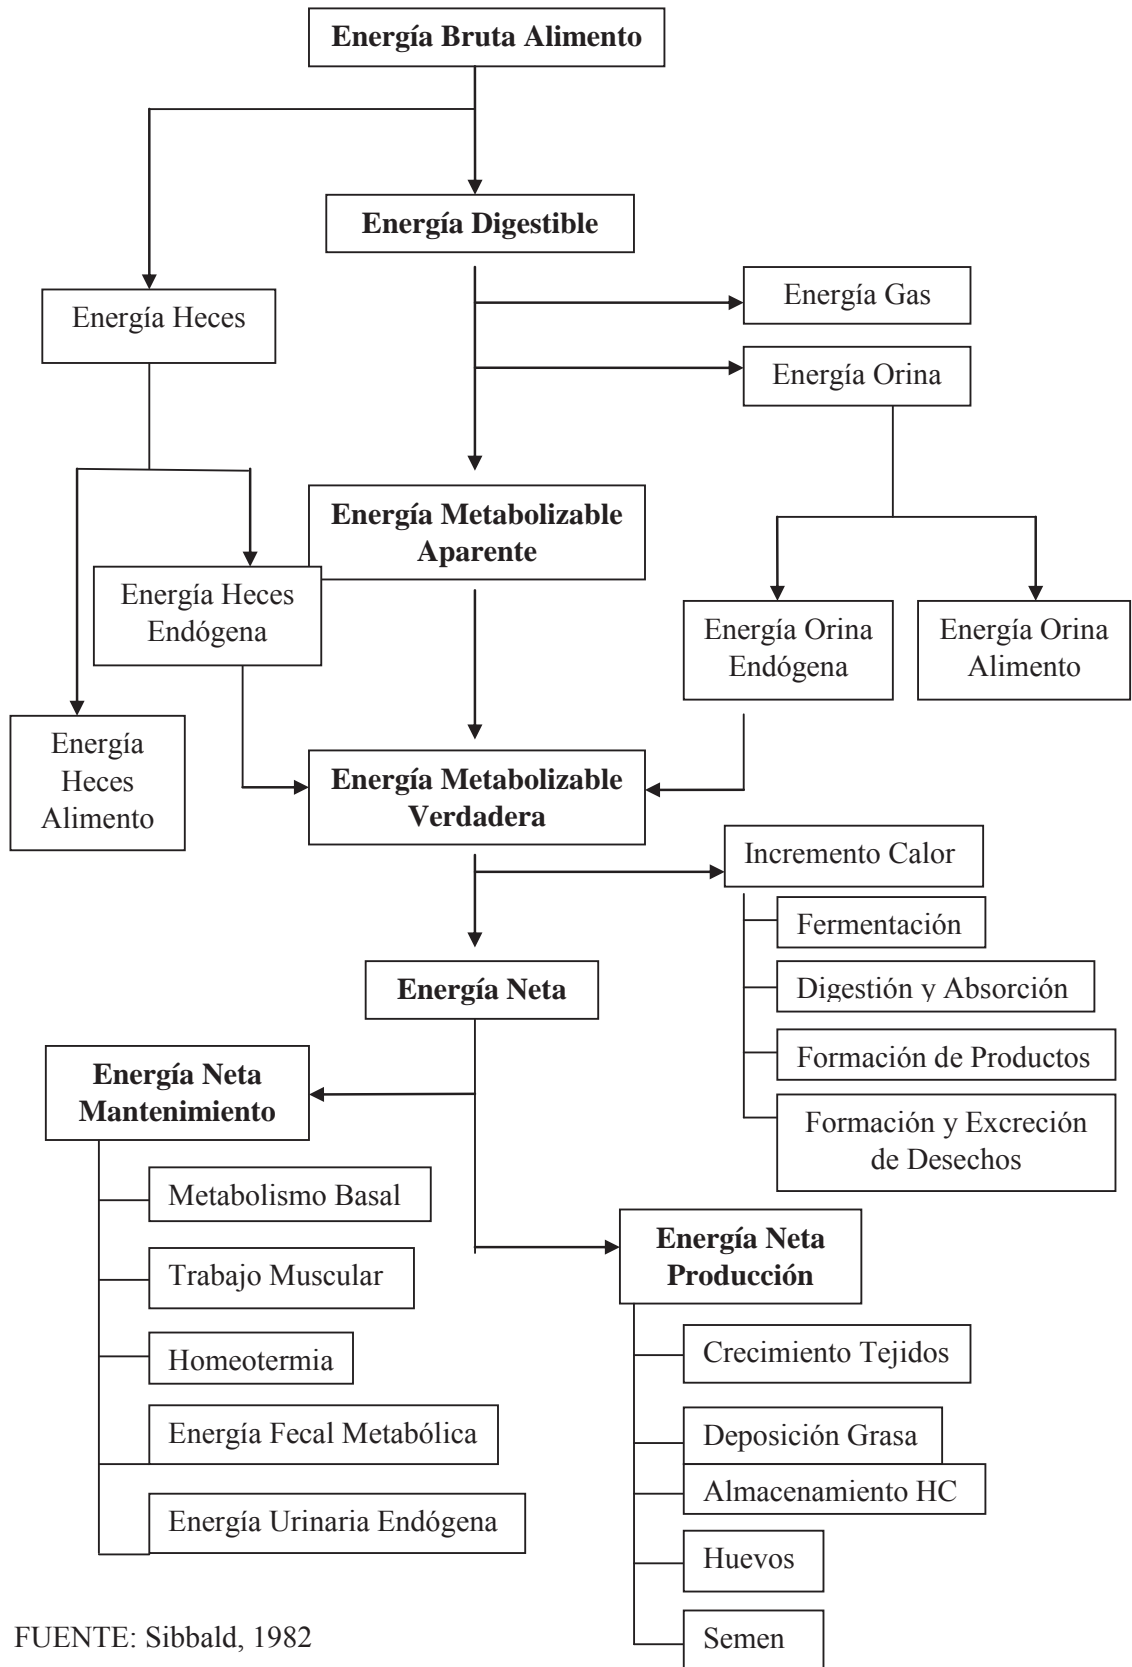 Energía Bruta Alimento
Energía Digestible
Energía Gas
Energía Heces
Energía Orina
Energía Metabolizable
Aparente
Energía Heces
Endógena
Energía Orina
Endógena
Energía Orina
Alimento
Energía
Heces
Alimento
Energía Metabolizable
Verdadera
Incremento Calor
Fermentación
Digestión y Absorción
Formación de Productos
Formación y Excreción
de Desechos
Energía Neta
Energía Neta
Mantenimiento
Metabolismo Basal
Trabajo Muscular
Homeotermia
Energía Fecal Metabólica
Energía Urinaria Endógena
Energía Neta
Producción
Crecimiento Tejidos
Deposición Grasa
Almacenamiento HC
Huevos
Semen
FUENTE: Sibbald, 1982